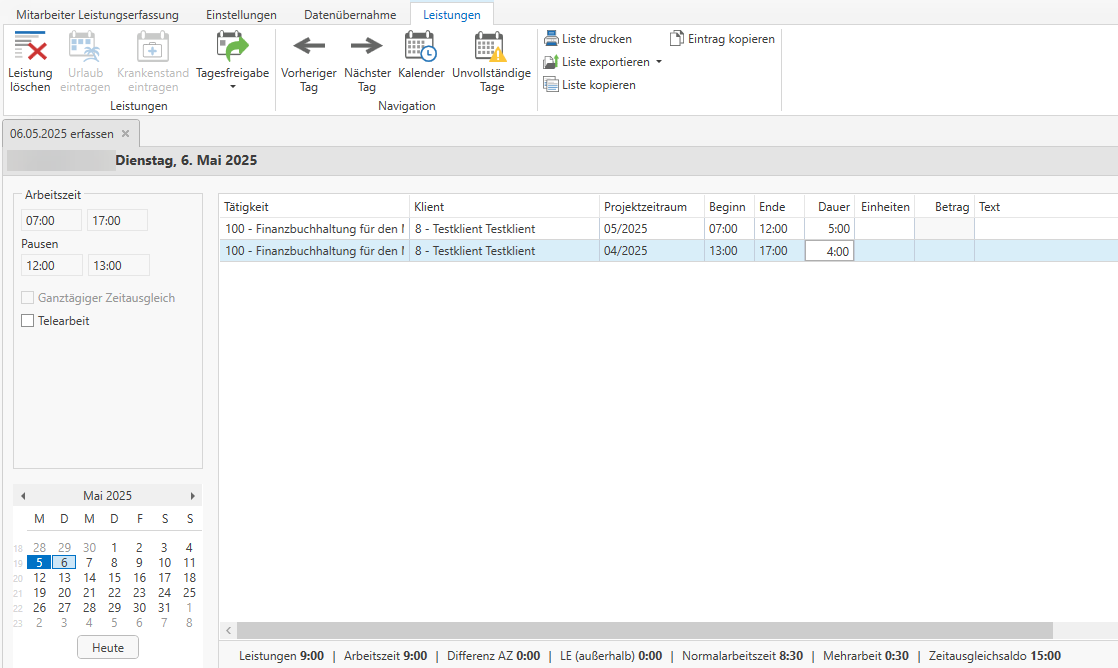 Mitarbeiter Leistungserfassung Einstellungen Datenübernahme Leistungen
Leistung löschen
Urlaub eintragen
Krankenstand eintragen
Tagesfreigabe
Leistungen
Vorheriger Tag
Nächster Tag
Kalender
Unvollständige Tage
Navigation
Liste drucken
Liste exportieren
Liste kopieren
Eintrag kopieren
06.05.2025 erfassen ×
Dienstag, 6. Mai 2025
Arbeitszeit
07:00 17:00
Pausen
12:00 13:00
Ganztägiger Zeitausgleich
Telearbeit
Mai 2025
M D M D F S S
18 28 29 30 1 2 3 4
19 5 6 7 8 9 10 11
20 12 13 14 15 16 17 18
21 19 20 21 22 23 24 25
22 26 27 28 29 30 31 1
23 2 3 4 5 6 7 8
Heute
Tätigkeit Klient Projektzeitraum Beginn Ende Dauer Einheiten Betrag Text
100 - Finanzbuchhaltung für den 8 - Testklient Testklient 05/2025 07:00 12:00 5:00
100 - Finanzbuchhaltung für den 8 - Testklient Testklient 04/2025 13:00 17:00 4:00
Leistungen 9:00 | Arbeitszeit 9:00 | Differenz AZ 0:00 | LE (außerhalb) 0:00 | Normalarbeitszeit 8:30 | Mehrarbeit 0:30 | Zeitausgleichsaldo 15:00